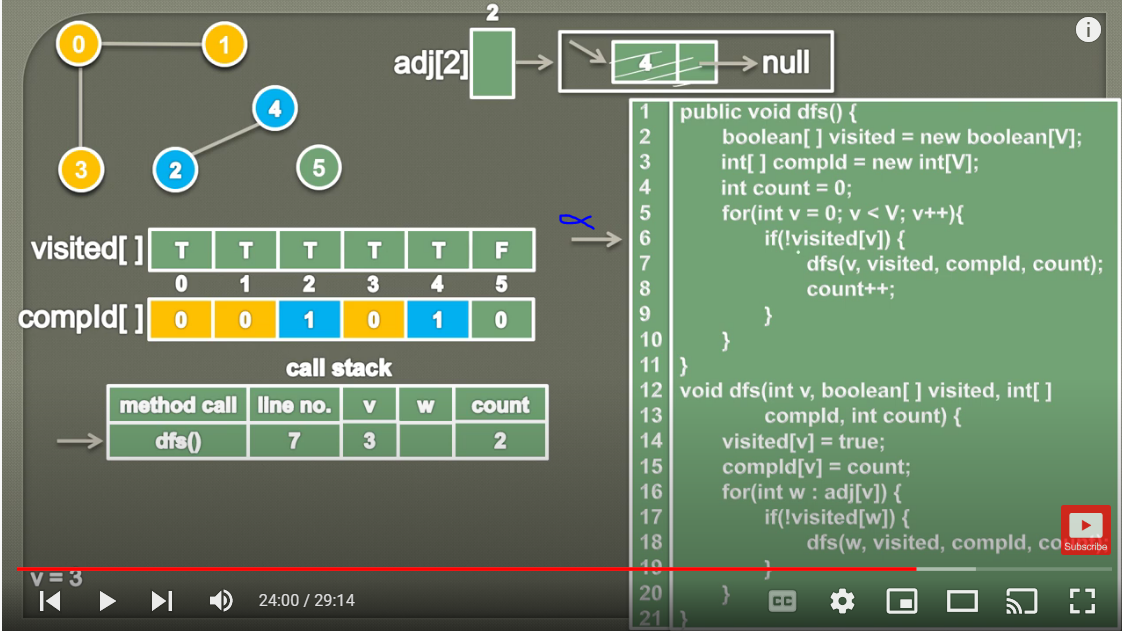 2
0 1
adj[2] 4 null
4
3 2 5
1 public void dfs() {
2 boolean[ ] visited = new boolean[V];
3 int[ ] compId = new int[V];
4 int count = 0;
5 for(int v = 0; v < V; v++){
6 if(!visited[v]) {
7 dfs(v, visited, compId, count);
8 count++;
9 }
10 }
11 }
12 void dfs(int v, boolean[ ] visited, int[ ]
13 compId, int count) {
14 visited[v] = true;
15 compId[v] = count;
16 for(int w : adj[v]) {
17 if(!visited[w]) {
18 dfs(w, visited, compId,
19 }
20 }
21 }
visited[ ] T T T T T F
0 1 2 3 4 5
compId[ ] 0 0 1 0 1 0
call stack
method call line no. v w count
dfs() 7 3 2
v = 3
Subscribe
24:00 / 29:14
CC